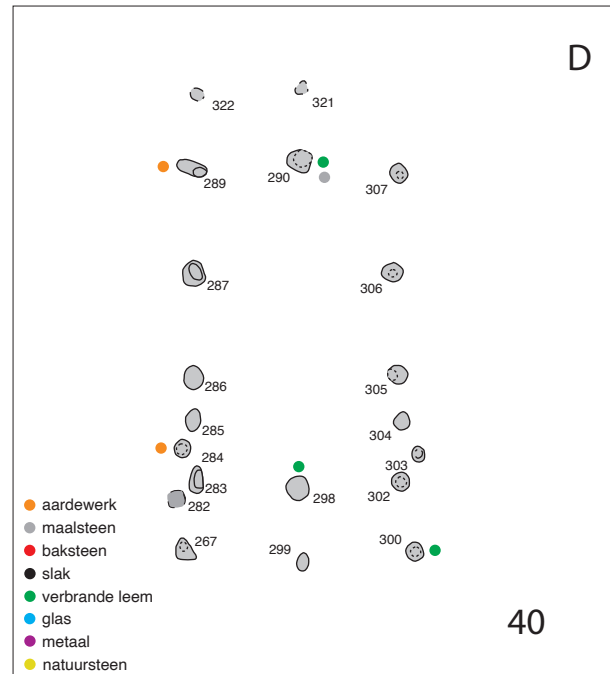 D
322
321
289
290
307
287
306
286
305
285
304
284
303
283
298
302
282
267
299
300
aardewerk
maalsteen
baksteen
slak
verbrande leem
glas
metaal
natuursteen
40